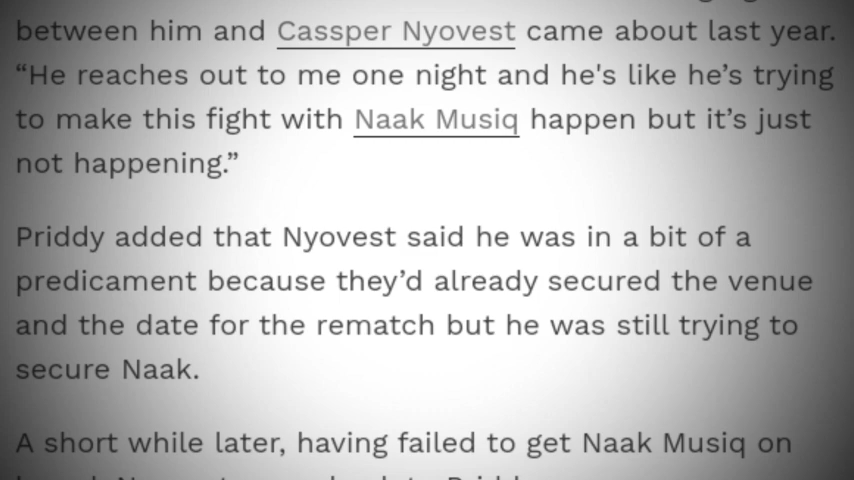 between him and Cassper Nyovest came about last year.
“He reaches out to me one night and he's like he’s trying
to make this fight with Naak Musiq happen but it’s just
not happening.”
Priddy added that Nyovest said he was in a bit of a
predicament because they’d already secured the venue
and the date for the rematch but he was still trying to
secure Naak.
A short while later, having failed to get Naak Musiq on